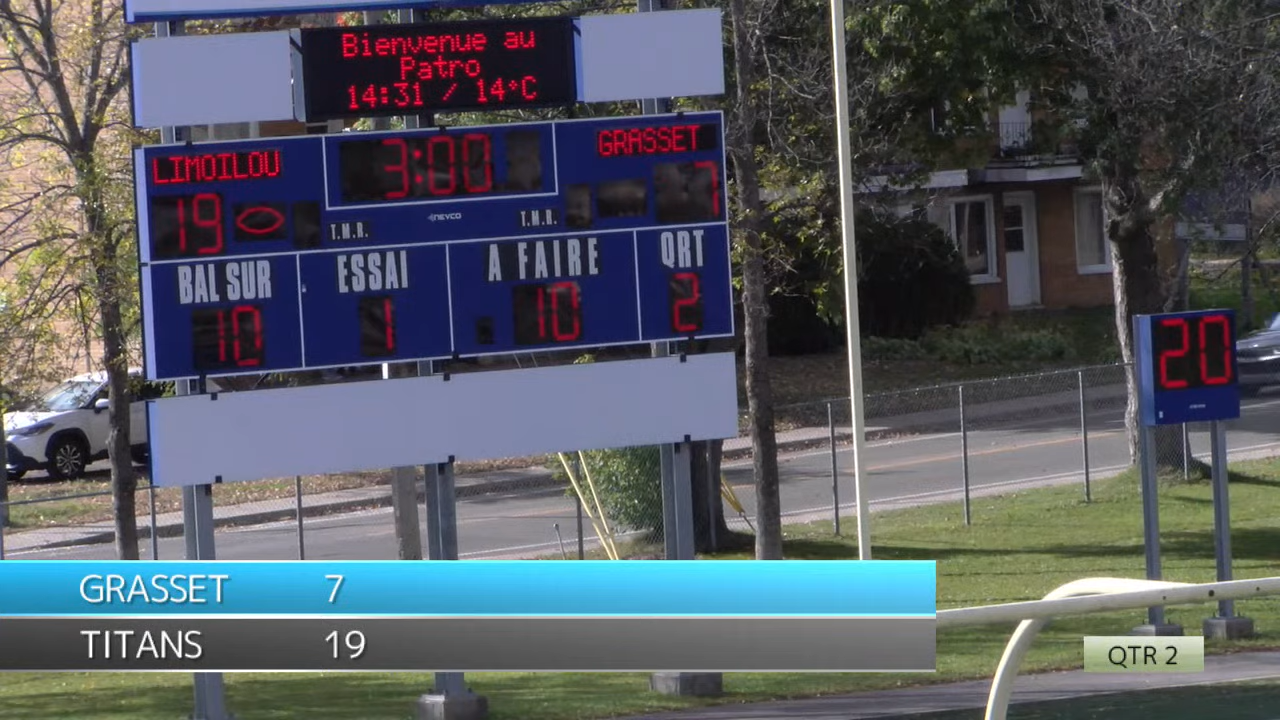 Bienvenue au
Patro
14:31 / 14°C
LIMOILOU
3:00
GRASSET
19
7
T.M.R.
NEVCO
T.M.R.
BAL SUR
ESSAI
A FAIRE
QRT
10
1
10
2
20
GRASSET 7
TITANS 19
QTR 2